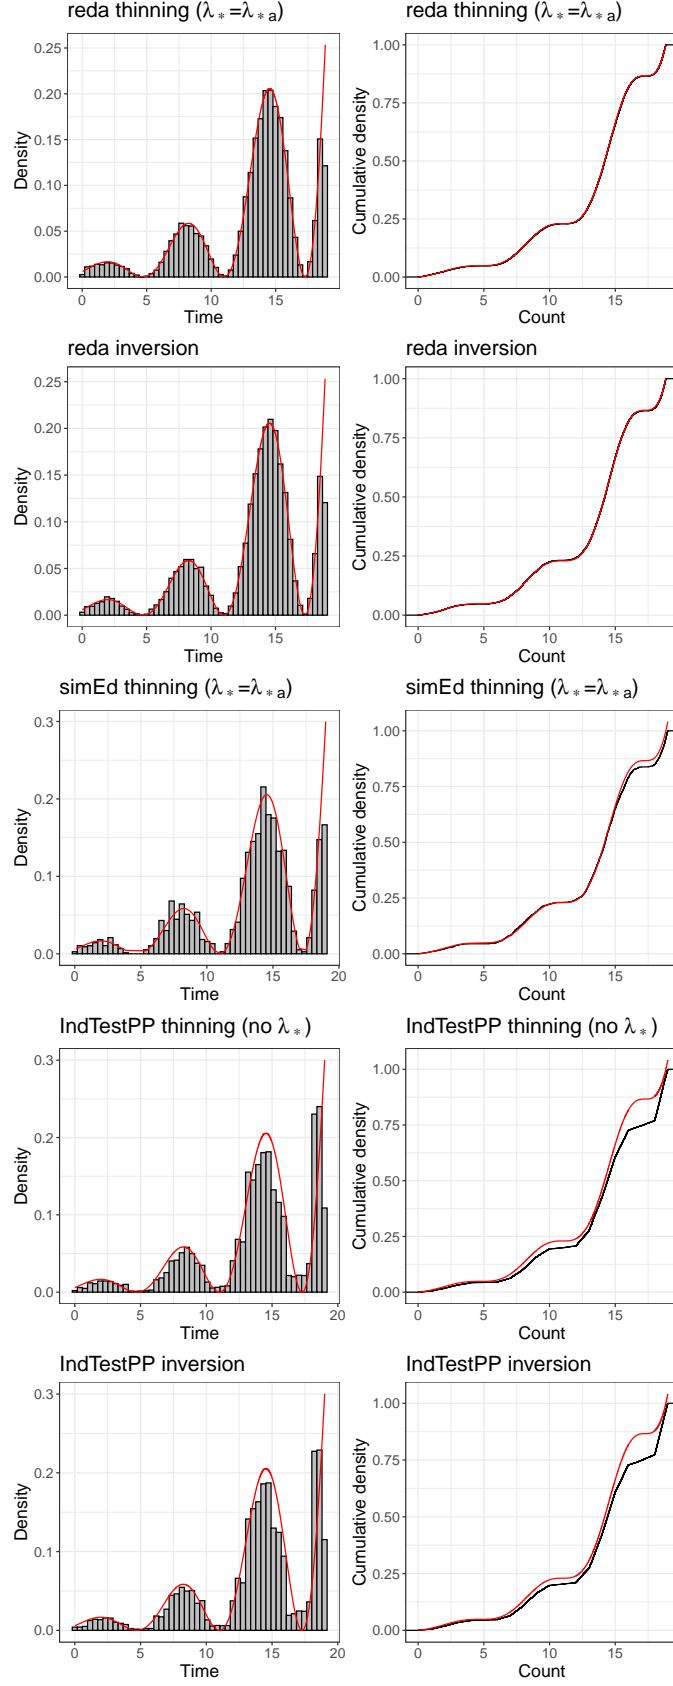 reda thinning (λ*=λ*a)
reda thinning (λ*=λ*a)
Density
0.25
0.20
0.15
0.10
0.05
0.00
0 5 10 15
Time
Cumulative density
1.00
0.75
0.50
0.25
0.00
0 5 10 15
Count
reda inversion
reda inversion
Density
0.25
0.20
0.15
0.10
0.05
0.00
0 5 10 15
Time
Cumulative density
1.00
0.75
0.50
0.25
0.00
0 5 10 15
Count
simEd thinning (λ*=λ*a)
simEd thinning (λ*=λ*a)
Density
0.3
0.2
0.1
0.0
0 5 10 15 20
Time
Cumulative density
1.00
0.75
0.50
0.25
0.00
0 5 10 15
Count
IndTestPP thinning (no λ*)
IndTestPP thinning (no λ*)
Density
0.3
0.2
0.1
0.0
0 5 10 15 20
Time
Cumulative density
1.00
0.75
0.50
0.25
0.00
0 5 10 15
Count
IndTestPP inversion
IndTestPP inversion
Density
0.3
0.2
0.1
0.0
0 5 10 15 20
Time
Cumulative density
1.00
0.75
0.50
0.25
0.00
0 5 10 15
Count